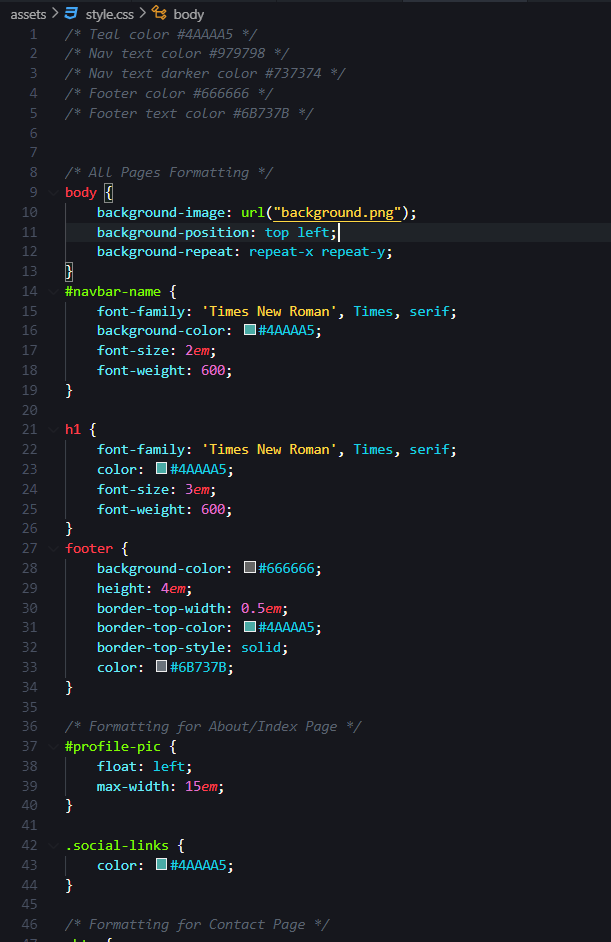 assets > style.css > body
1 /* Teal color #4AAAA5 */
2 /* Nav text color #979798 */
3 /* Nav text darker color #737374 */
4 /* Footer color #666666 */
5 /* Footer text color #6B737B */
6
7
8 /* All Pages Formatting */
9 body {
10 background-image: url("background.png");
11 background-position: top left;
12 background-repeat: repeat-x repeat-y;
13 }
14 #navbar-name {
15 font-family: 'Times New Roman', Times, serif;
16 background-color: #4AAAA5;
17 font-size: 2em;
18 font-weight: 600;
19 }
20
21 h1 {
22 font-family: 'Times New Roman', Times, serif;
23 color: #4AAAA5;
24 font-size: 3em;
25 font-weight: 600;
26 }
27 footer {
28 background-color: #666666;
29 height: 4em;
30 border-top-width: 0.5em;
31 border-top-color: #4AAAA5;
32 border-top-style: solid;
33 color: #6B737B;
34 }
35
36 /* Formatting for About/Index Page */
37 #profile-pic {
38 float: left;
39 max-width: 15em;
40 }
41
42 .social-links {
43 color: #4AAAA5;
44 }
45
46 /* Formatting for Contact Page */